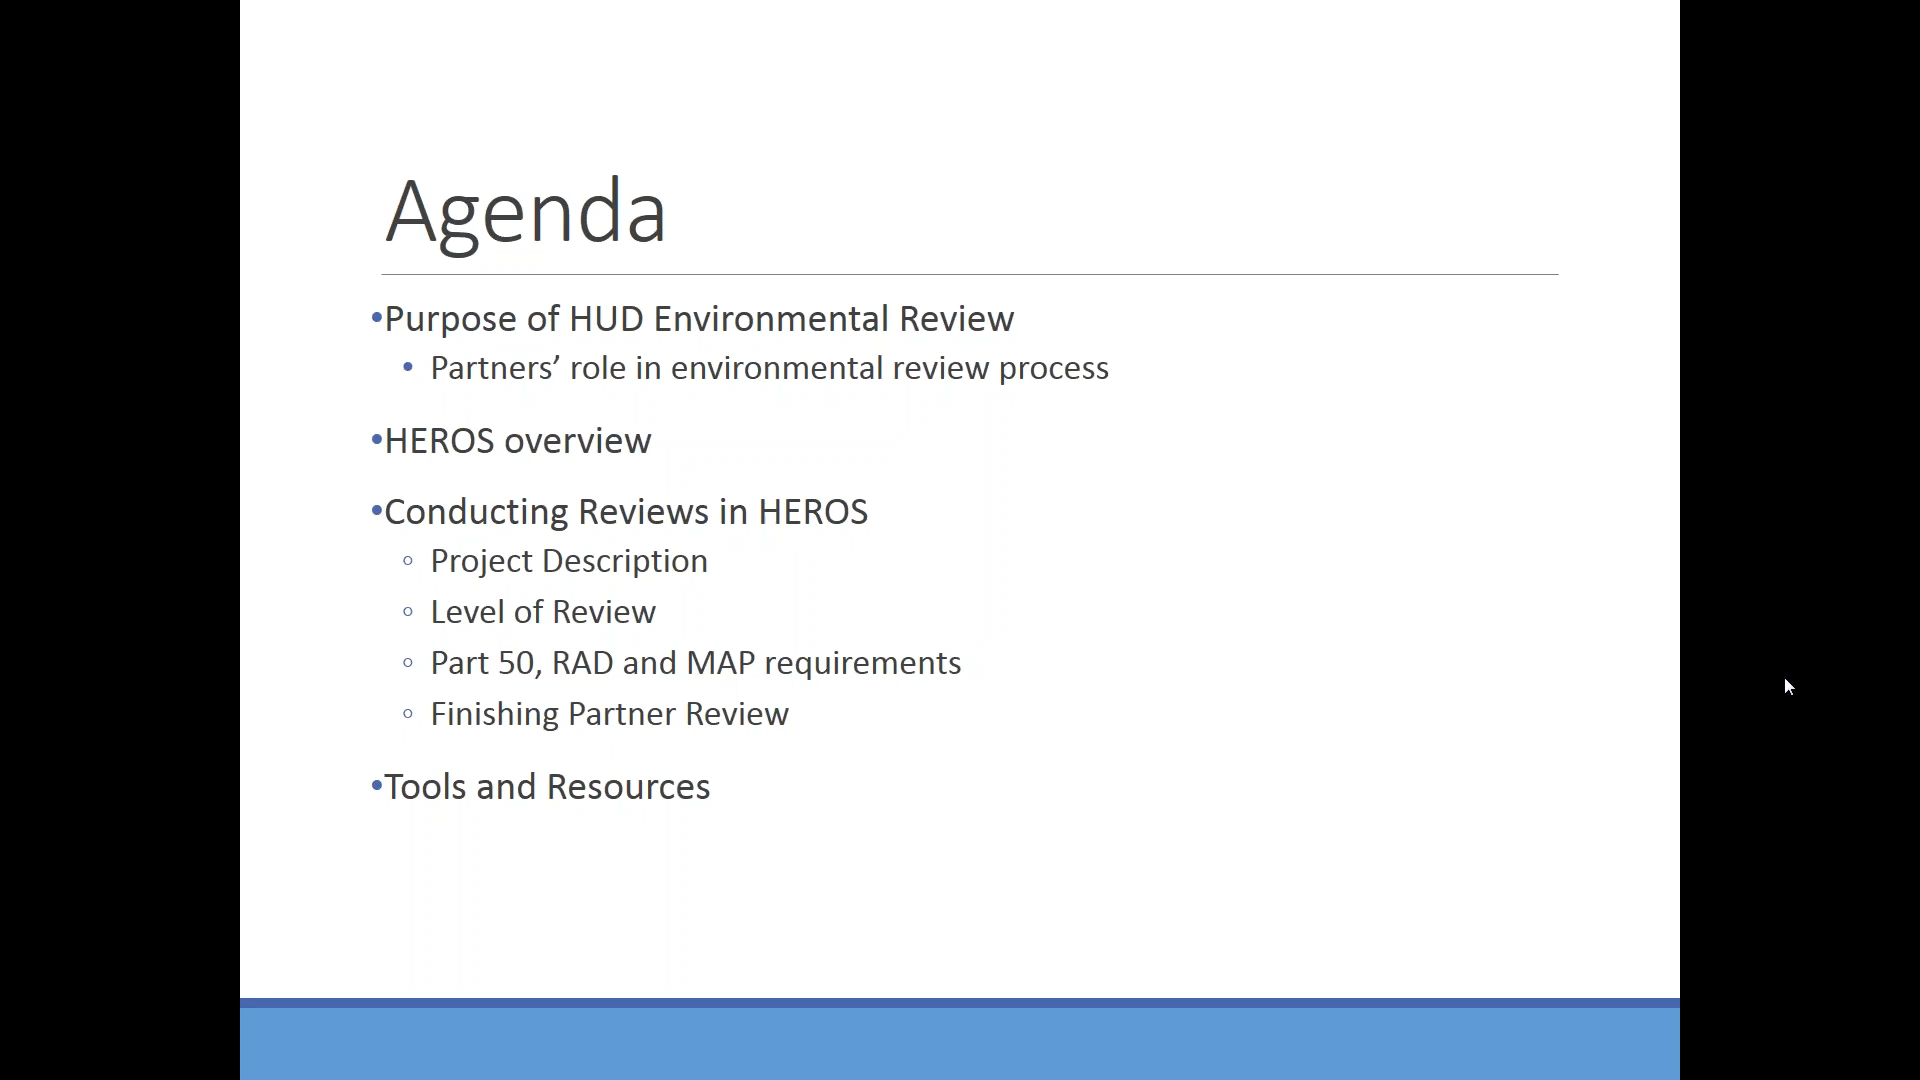 Agenda
•Purpose of HUD Environmental Review
• Partners’ role in environmental review process
•HEROS overview
•Conducting Reviews in HEROS
◦ Project Description
◦ Level of Review
◦ Part 50, RAD and MAP requirements
◦ Finishing Partner Review
•Tools and Resources